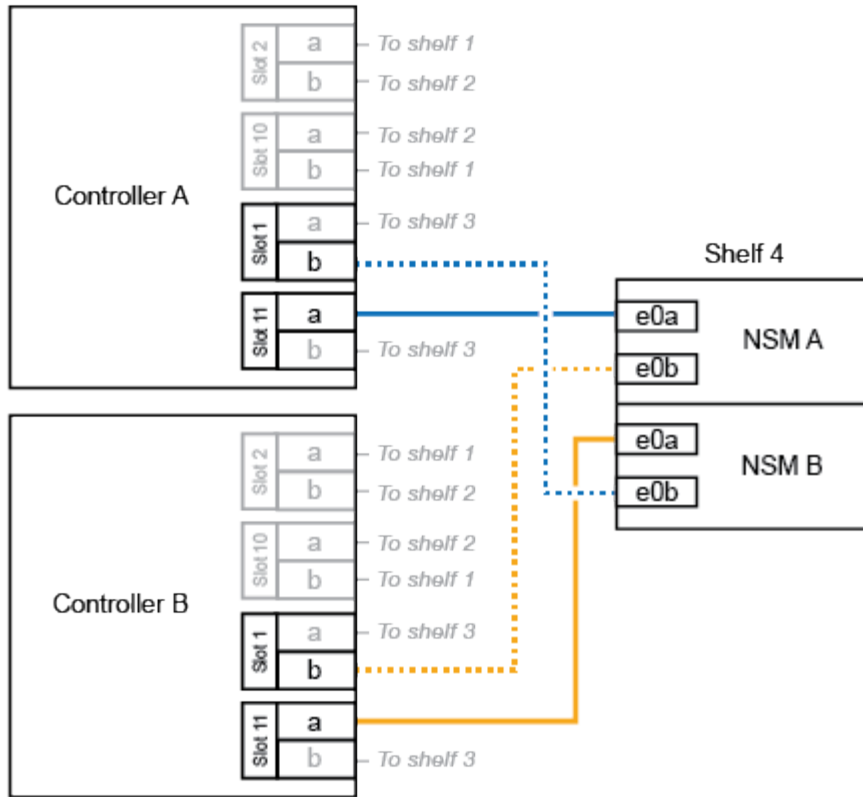 Controller A
Slot 2
a
To shelf 1
b
To shelf 2
Slot 10
a
To shelf 2
b
To shelf 1
Slot 1
a
To shelf 3
b
Slot 11
a
b
To shelf 3
Shelf 4
e0a
NSM A
e0b
e0a
NSM B
e0b
Controller B
Slot 2
a
To shelf 1
b
To shelf 2
Slot 10
a
To shelf 2
b
To shelf 1
Slot 1
a
To shelf 3
b
Slot 11
a
b
To shelf 3